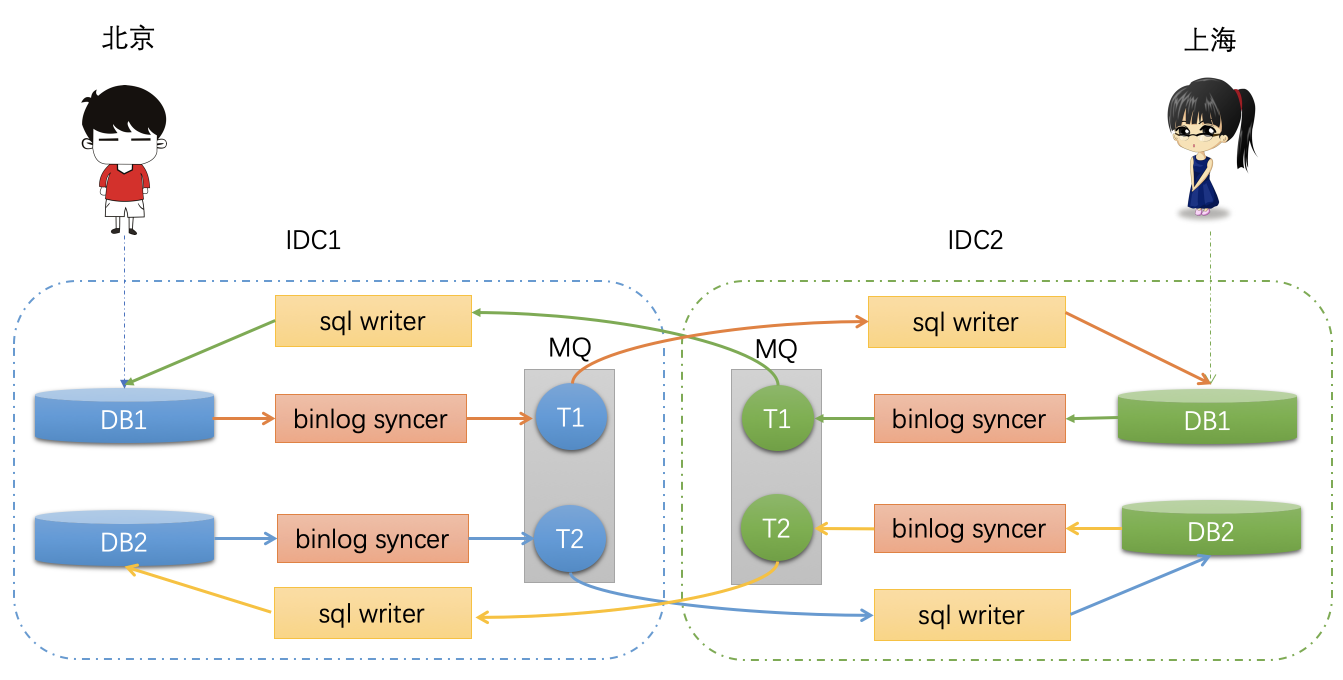 北京
上海
IDC1
IDC2
sql writer
sql writer
MQ
MQ
DB1
binlog syncer
T1
T1
binlog syncer
DB1
DB2
binlog syncer
T2
T2
binlog syncer
DB2
sql writer
sql writer